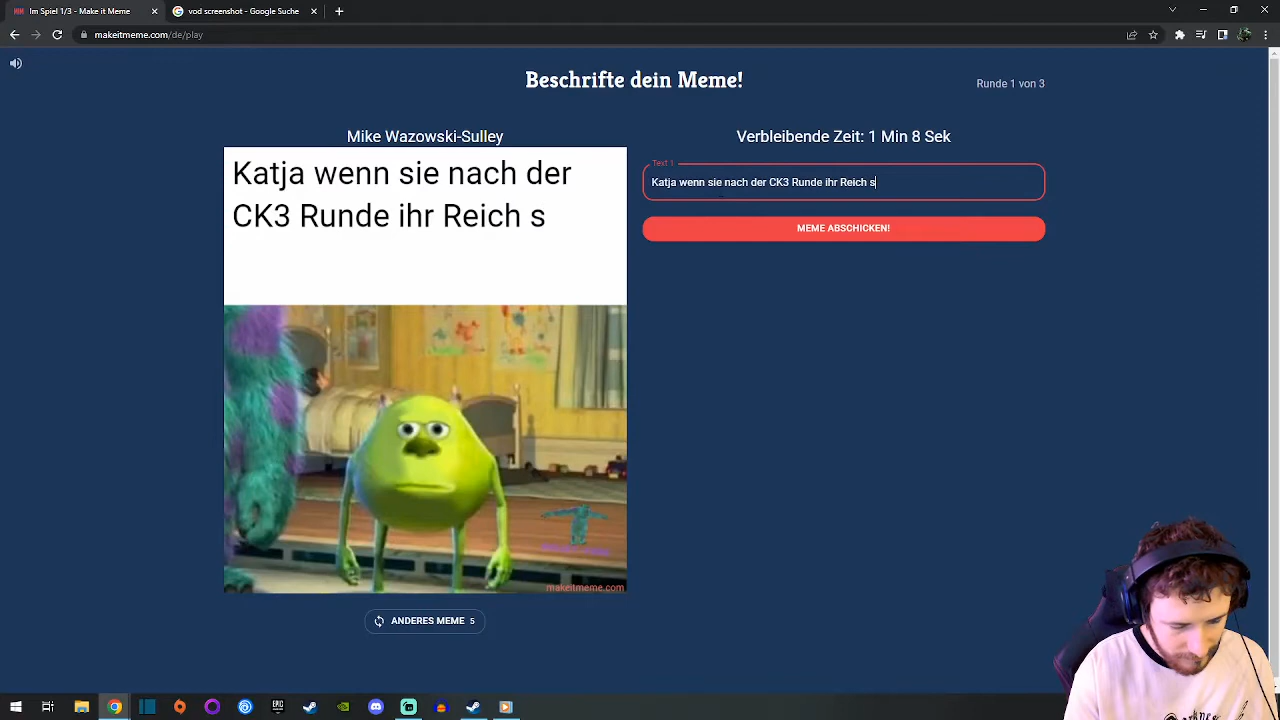 Im Spiel 1/3 - Make it Meme
vod screenshot - Google Suche
makeitmeme.com/de/play
Beschrifte dein Meme!
Runde 1 von 3
Mike Wazowski-Sulley
Verbleibende Zeit: 1 Min 8 Sek
Katja wenn sie nach der
CK3 Runde ihr Reich s
Text 1
Katja wenn sie nach der CK3 Runde ihr Reich s
MEME ABSCHICKEN!
makeitmeme.com
ANDERES MEME 5
EPIC